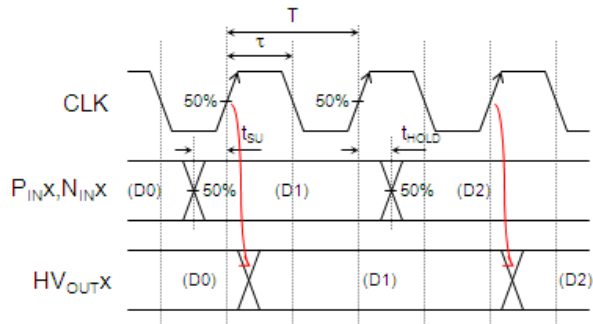 T
τ
CLK
50%
50%
tSU
tHOLD
PINx,NINx
(D0)
50%
(D1)
50%
(D2)
HVOUTx
(D0)
(D1)
(D2)